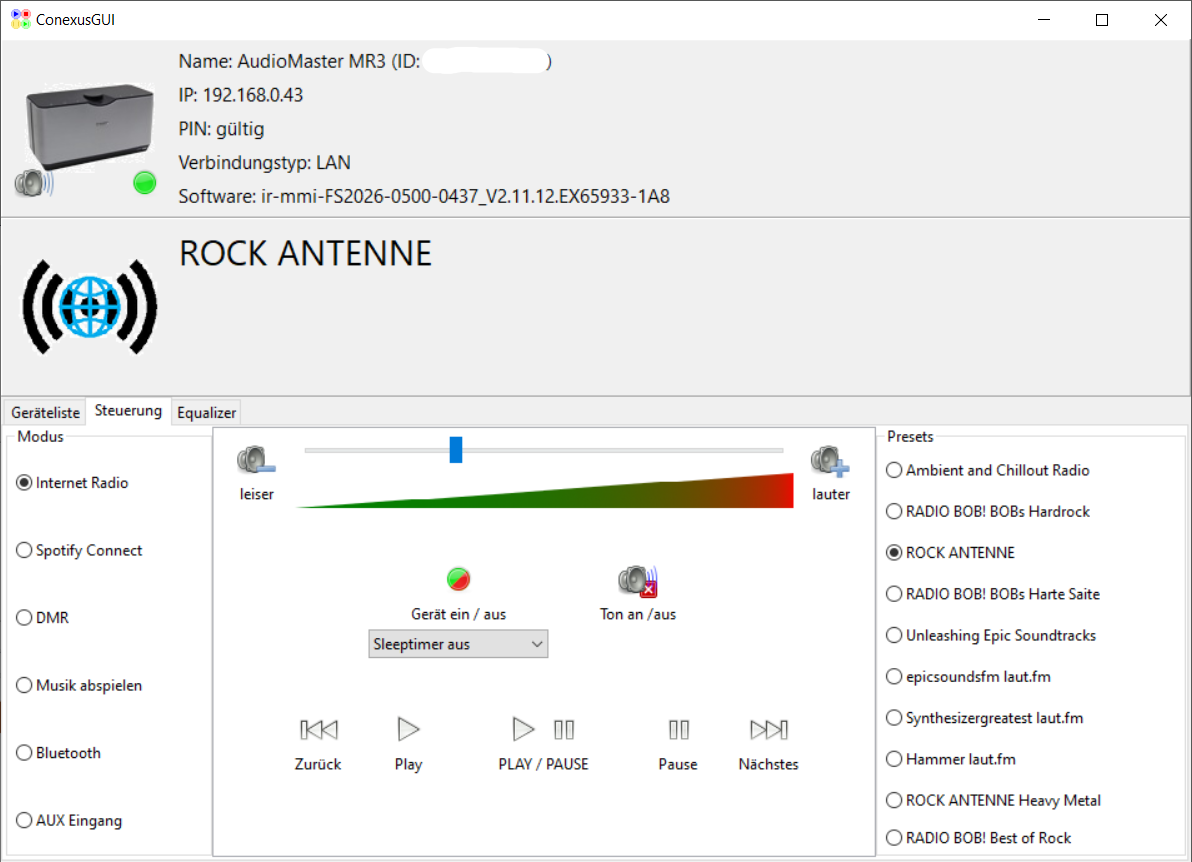 ConexusGUI
Name: AudioMaster MR3 (ID: )
IP: 192.168.0.43
PIN: gültig
Verbindungstyp: LAN
Software: ir-mmi-FS2026-0500-0437_V2.11.12.EX65933-1A8
ROCK ANTENNE
Geräteliste Steuerung Equalizer
Modus
Internet Radio
Spotify Connect
DMR
Musik abspielen
Bluetooth
AUX Eingang
leiser
lauter
Gerät ein / aus
Ton an /aus
Sleeptimer aus
Zurück
Play
PLAY / PAUSE
Pause
Nächstes
Presets
Ambient and Chillout Radio
RADIO BOB! BOBs Hardrock
ROCK ANTENNE
RADIO BOB! BOBs Harte Saite
Unleashing Epic Soundtracks
epicsoundsfm laut.fm
Synthesizergreatest laut.fm
Hammer laut.fm
ROCK ANTENNE Heavy Metal
RADIO BOB! Best of Rock